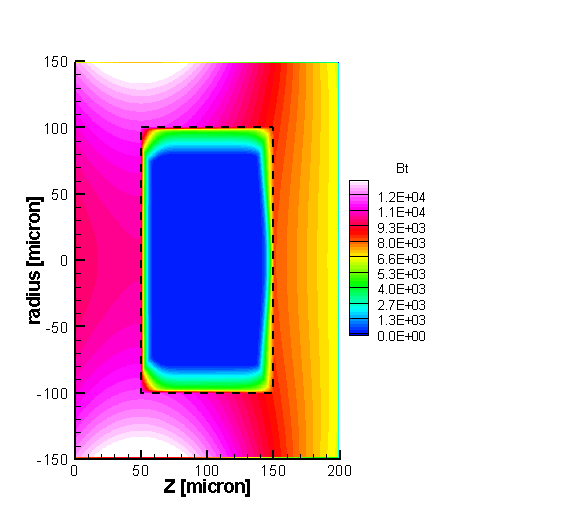 150
100
50
0
-50
-100
-150
radius [micron]
0 50 100 150 200
Z [micron]
Bt
1.2E+04
1.1E+04
9.3E+03
8.0E+03
6.6E+03
5.3E+03
4.0E+03
2.7E+03
1.3E+03
0.0E+00